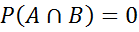 P(A ∩ B) = 0